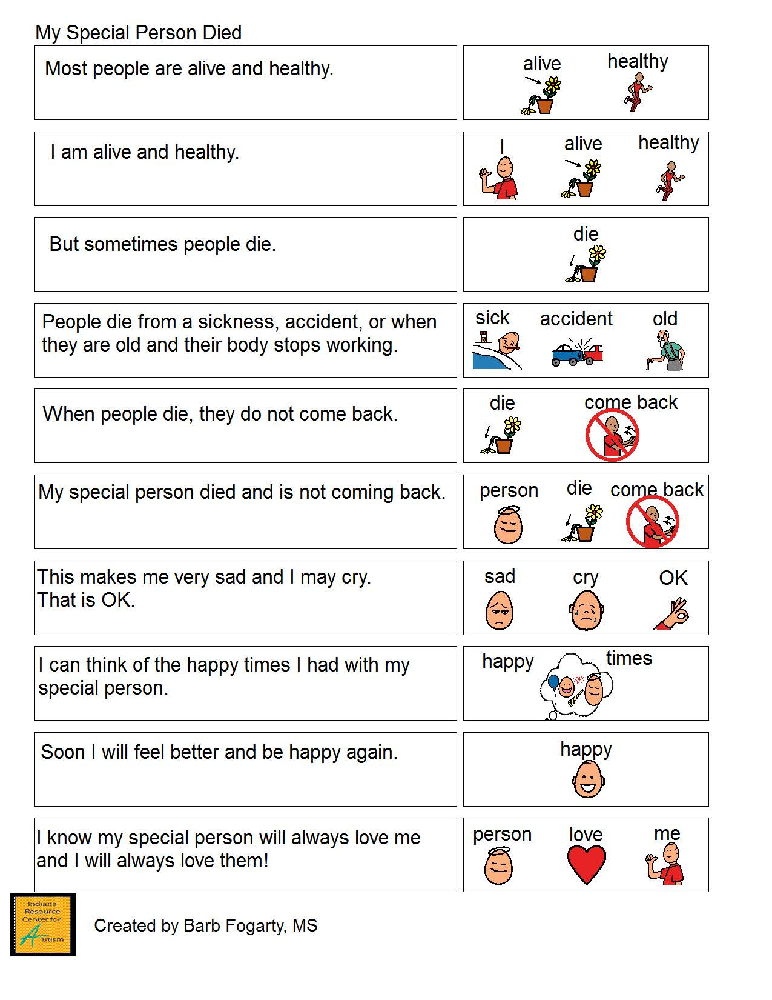 My Special Person Died
Most people are alive and healthy.
alive healthy
I am alive and healthy.
I alive healthy
But sometimes people die.
die
People die from a sickness, accident, or when
they are old and their body stops working.
sick accident old
When people die, they do not come back.
die come back
My special person died and is not coming back.
person die come back
This makes me very sad and I may cry.
That is OK.
sad cry OK
I can think of the happy times I had with my
special person.
happy times
Soon I will feel better and be happy again.
happy
I know my special person will always love me
and I will always love them!
person love me
Indiana
Resource
Center for
Autism
Created by Barb Fogarty, MS